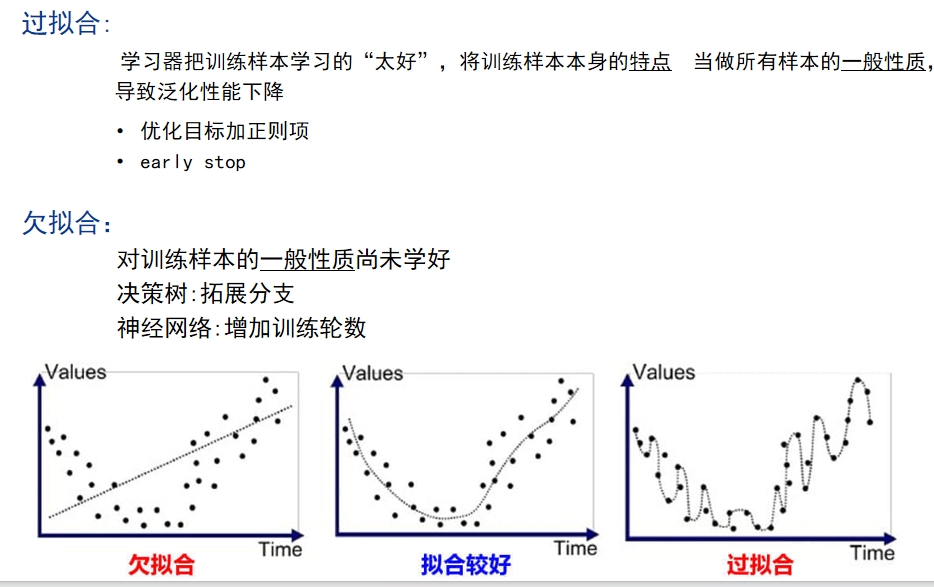 过拟合：
学习器把训练样本学习的“太好”，将训练样本本身的特点 当做所有样本的一般性质，
导致泛化性能下降
• 优化目标加正则项
• early stop
欠拟合：
对训练样本的一般性质尚未学好
决策树：拓展分支
神经网络：增加训练轮数
Values
Time
欠拟合
Values
Time
拟合较好
Values
Time
过拟合